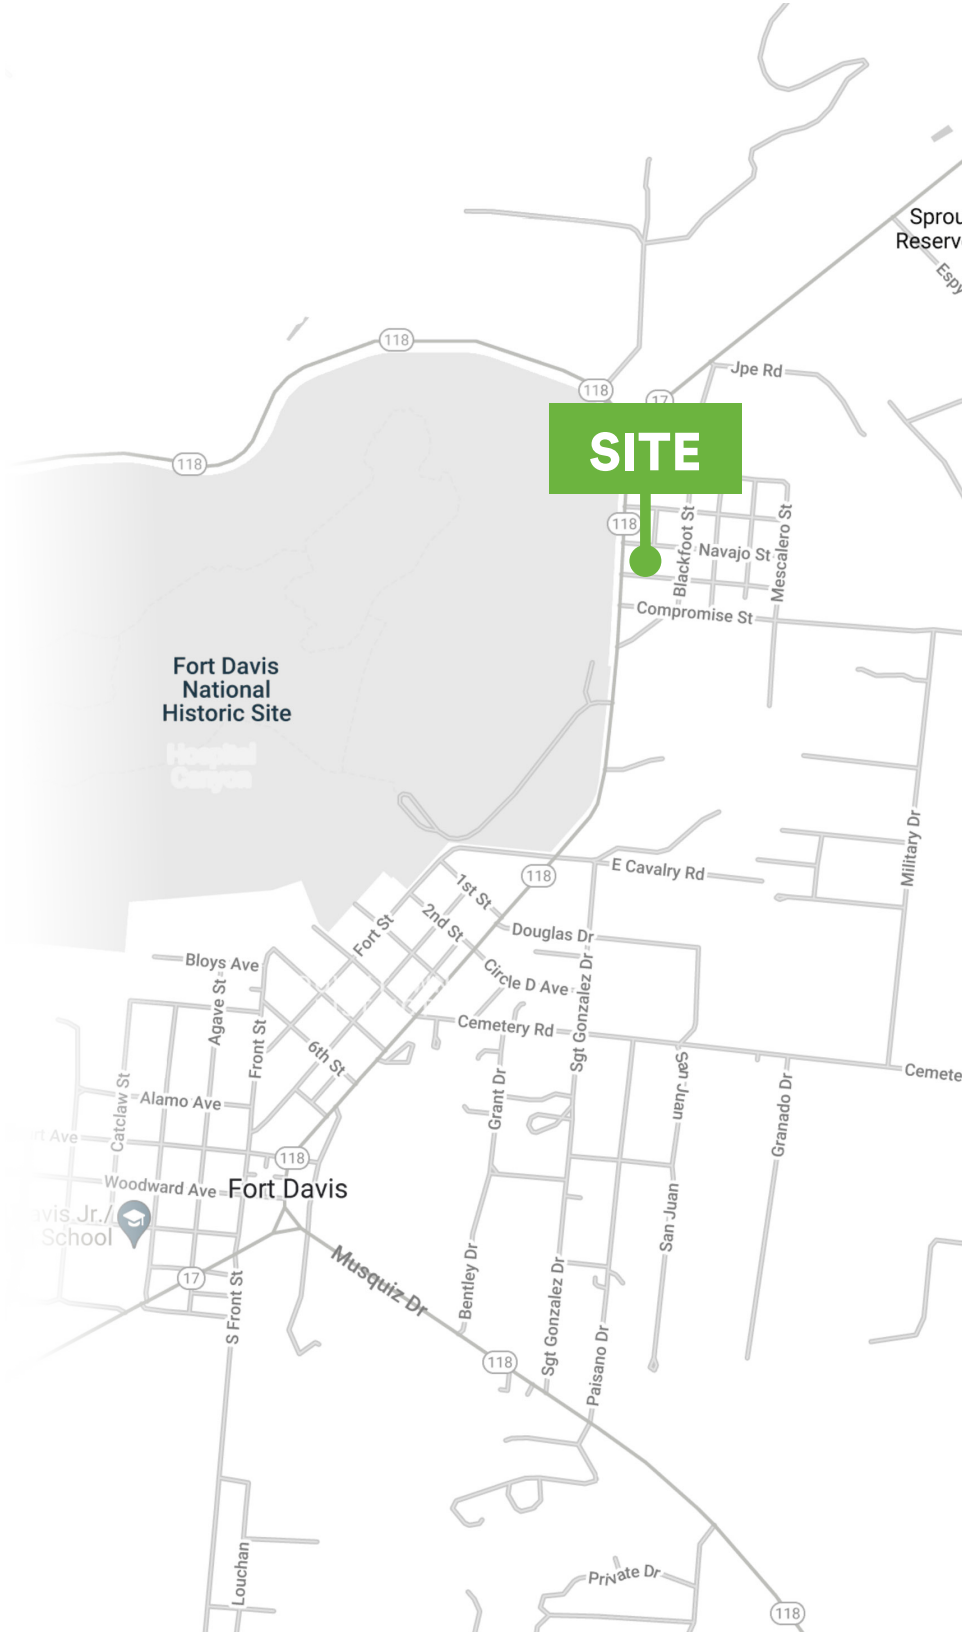 Sprou
Reserv
Espy
118
Jpe Rd
118
17
SITE
118
118
Blackfoot St
Navajo St
Mescalero St
Compromise St
Fort Davis
National
Historic Site
Hospital
Canyon
Military Dr
E Cavalry Rd
118
1st St
2nd St
Fort St
Douglas Dr
Bloys Ave
Circle D Ave
Sgt Gonzalez Dr
Agave St
Front St
Cemetery Rd
6th St
San Juan
Cemete
Grant Dr
Granado Dr
Catclaw St
Alamo Ave
rt Ave
118
Woodward Ave
Fort Davis
avis Jr./
School
San Juan
17
Musquiz Dr
Bentley Dr
S Front St
Sgt Gonzalez Dr
Paisano Dr
118
Louchan
Private Dr
118